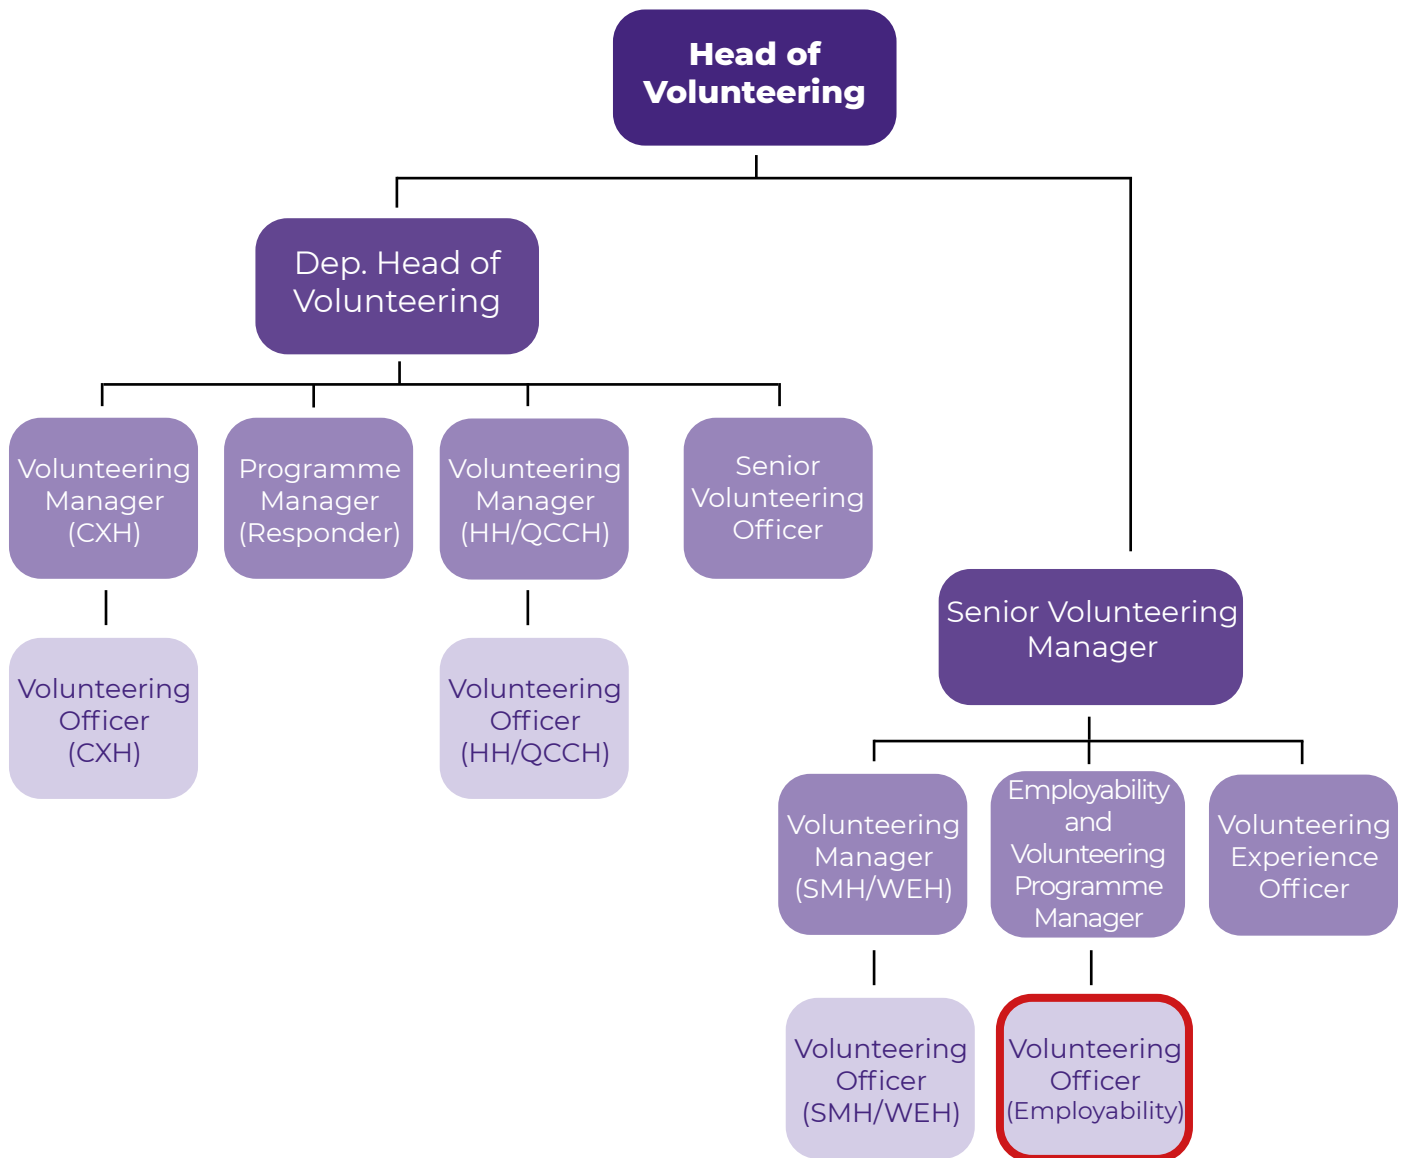 Head of
Volunteering
Dep. Head of
Volunteering
Volunteering
Manager
(CXH)
Programme
Manager
(Responder)
Volunteering
Manager
(HH/QCCH)
Senior
Volunteering
Officer
Volunteering
Officer
(CXH)
Volunteering
Officer
(HH/QCCH)
Senior Volunteering
Manager
Volunteering
Manager
(SMH/WEH)
Employability
and
Volunteering
Programme
Manager
Volunteering
Experience
Officer
Volunteering
Officer
(SMH/WEH)
Volunteering
Officer
(Employability)